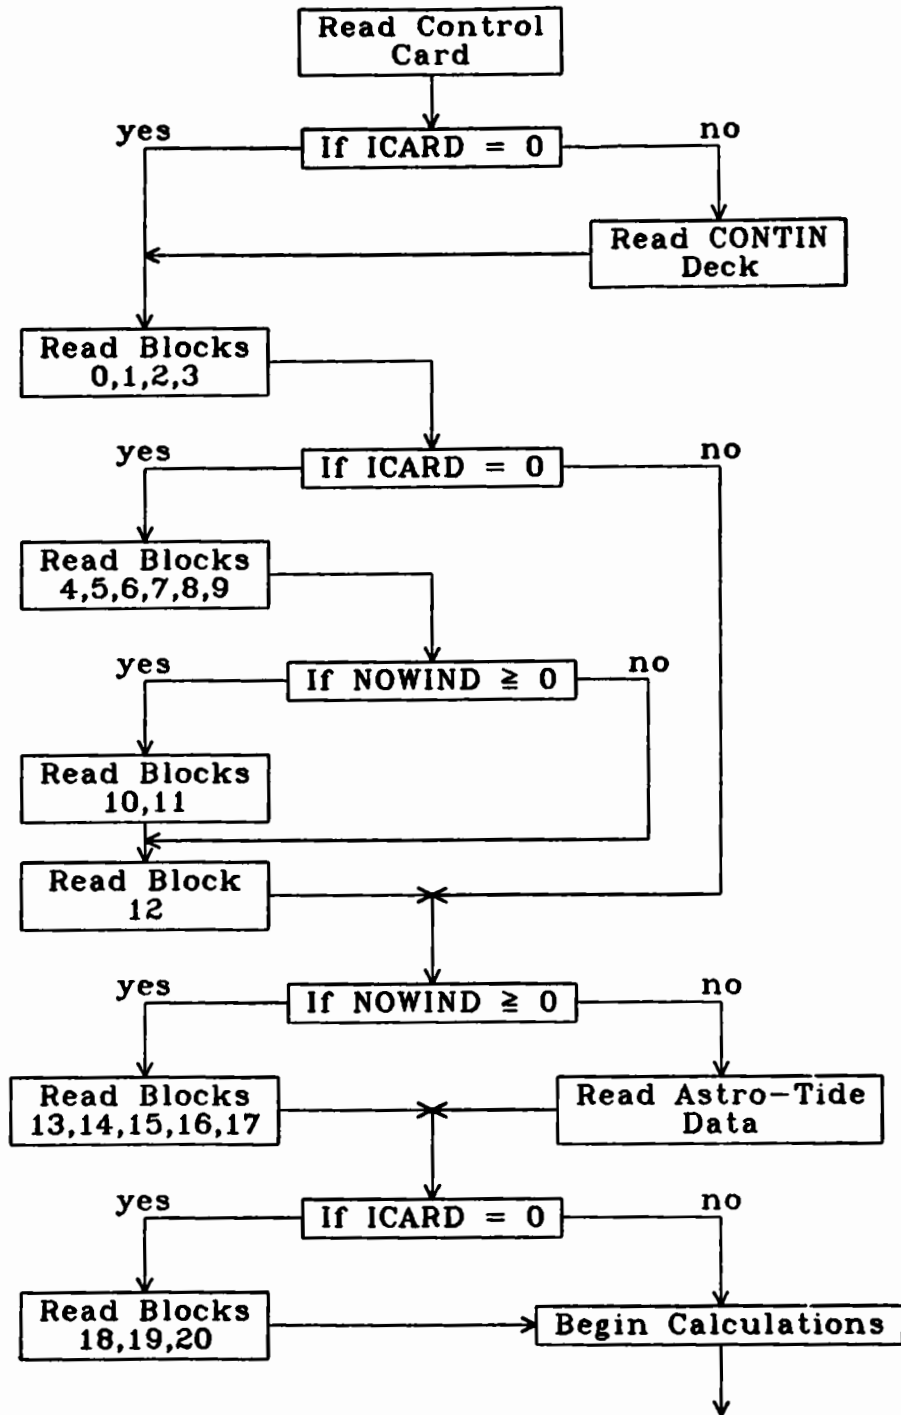 Read Control
Card
yes
If ICARD = 0
no
Read CONTIN
Deck
Read Blocks
0,1,2,3
yes
If ICARD = 0
no
Read Blocks
4,5,6,7,8,9
yes
If NOWIND ≧ 0
no
Read Blocks
10,11
Read Block
12
yes
If NOWIND ≧ 0
no
Read Blocks
13,14,15,16,17
Read Astro-Tide
Data
yes
If ICARD = 0
no
Read Blocks
18,19,20
Begin Calculations